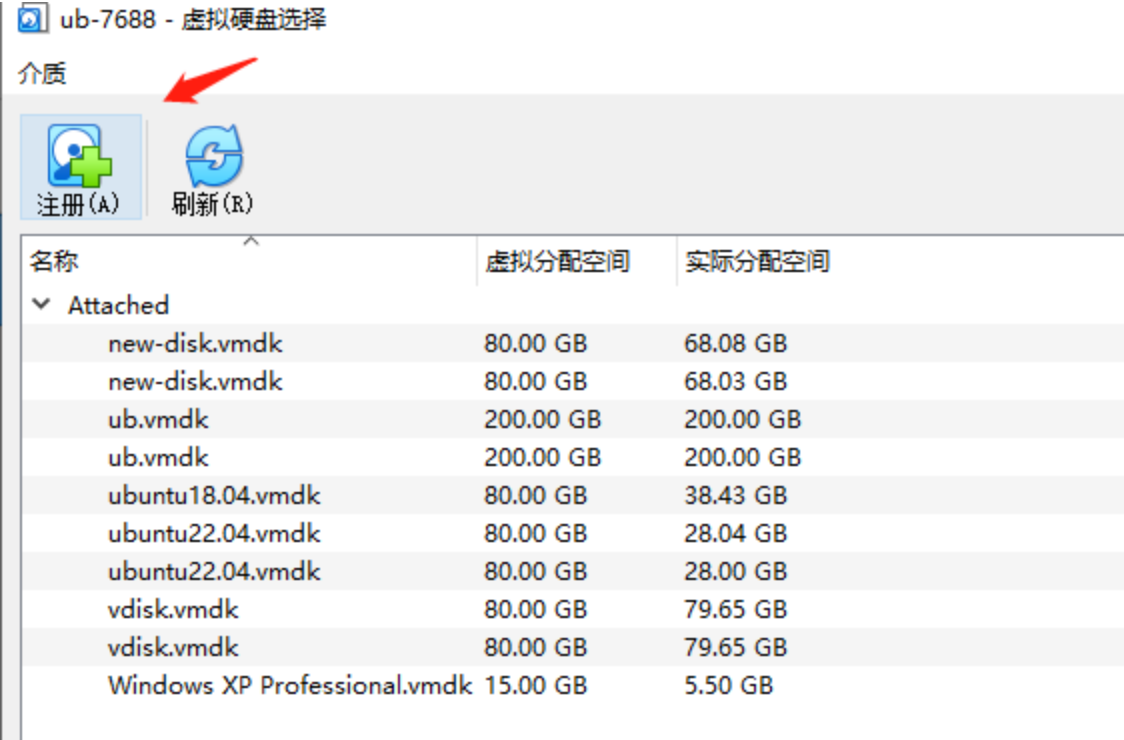 ub-7688 - 虚拟硬盘选择
介质
注册(A) 刷新(R)
名称 虚拟分配空间 实际分配空间
Attached
new-disk.vmdk 80.00 GB 68.08 GB
new-disk.vmdk 80.00 GB 68.03 GB
ub.vmdk 200.00 GB 200.00 GB
ub.vmdk 200.00 GB 200.00 GB
ubuntu18.04.vmdk 80.00 GB 38.43 GB
ubuntu22.04.vmdk 80.00 GB 28.04 GB
ubuntu22.04.vmdk 80.00 GB 28.00 GB
vdisk.vmdk 80.00 GB 79.65 GB
vdisk.vmdk 80.00 GB 79.65 GB
Windows XP Professional.vmdk 15.00 GB 5.50 GB